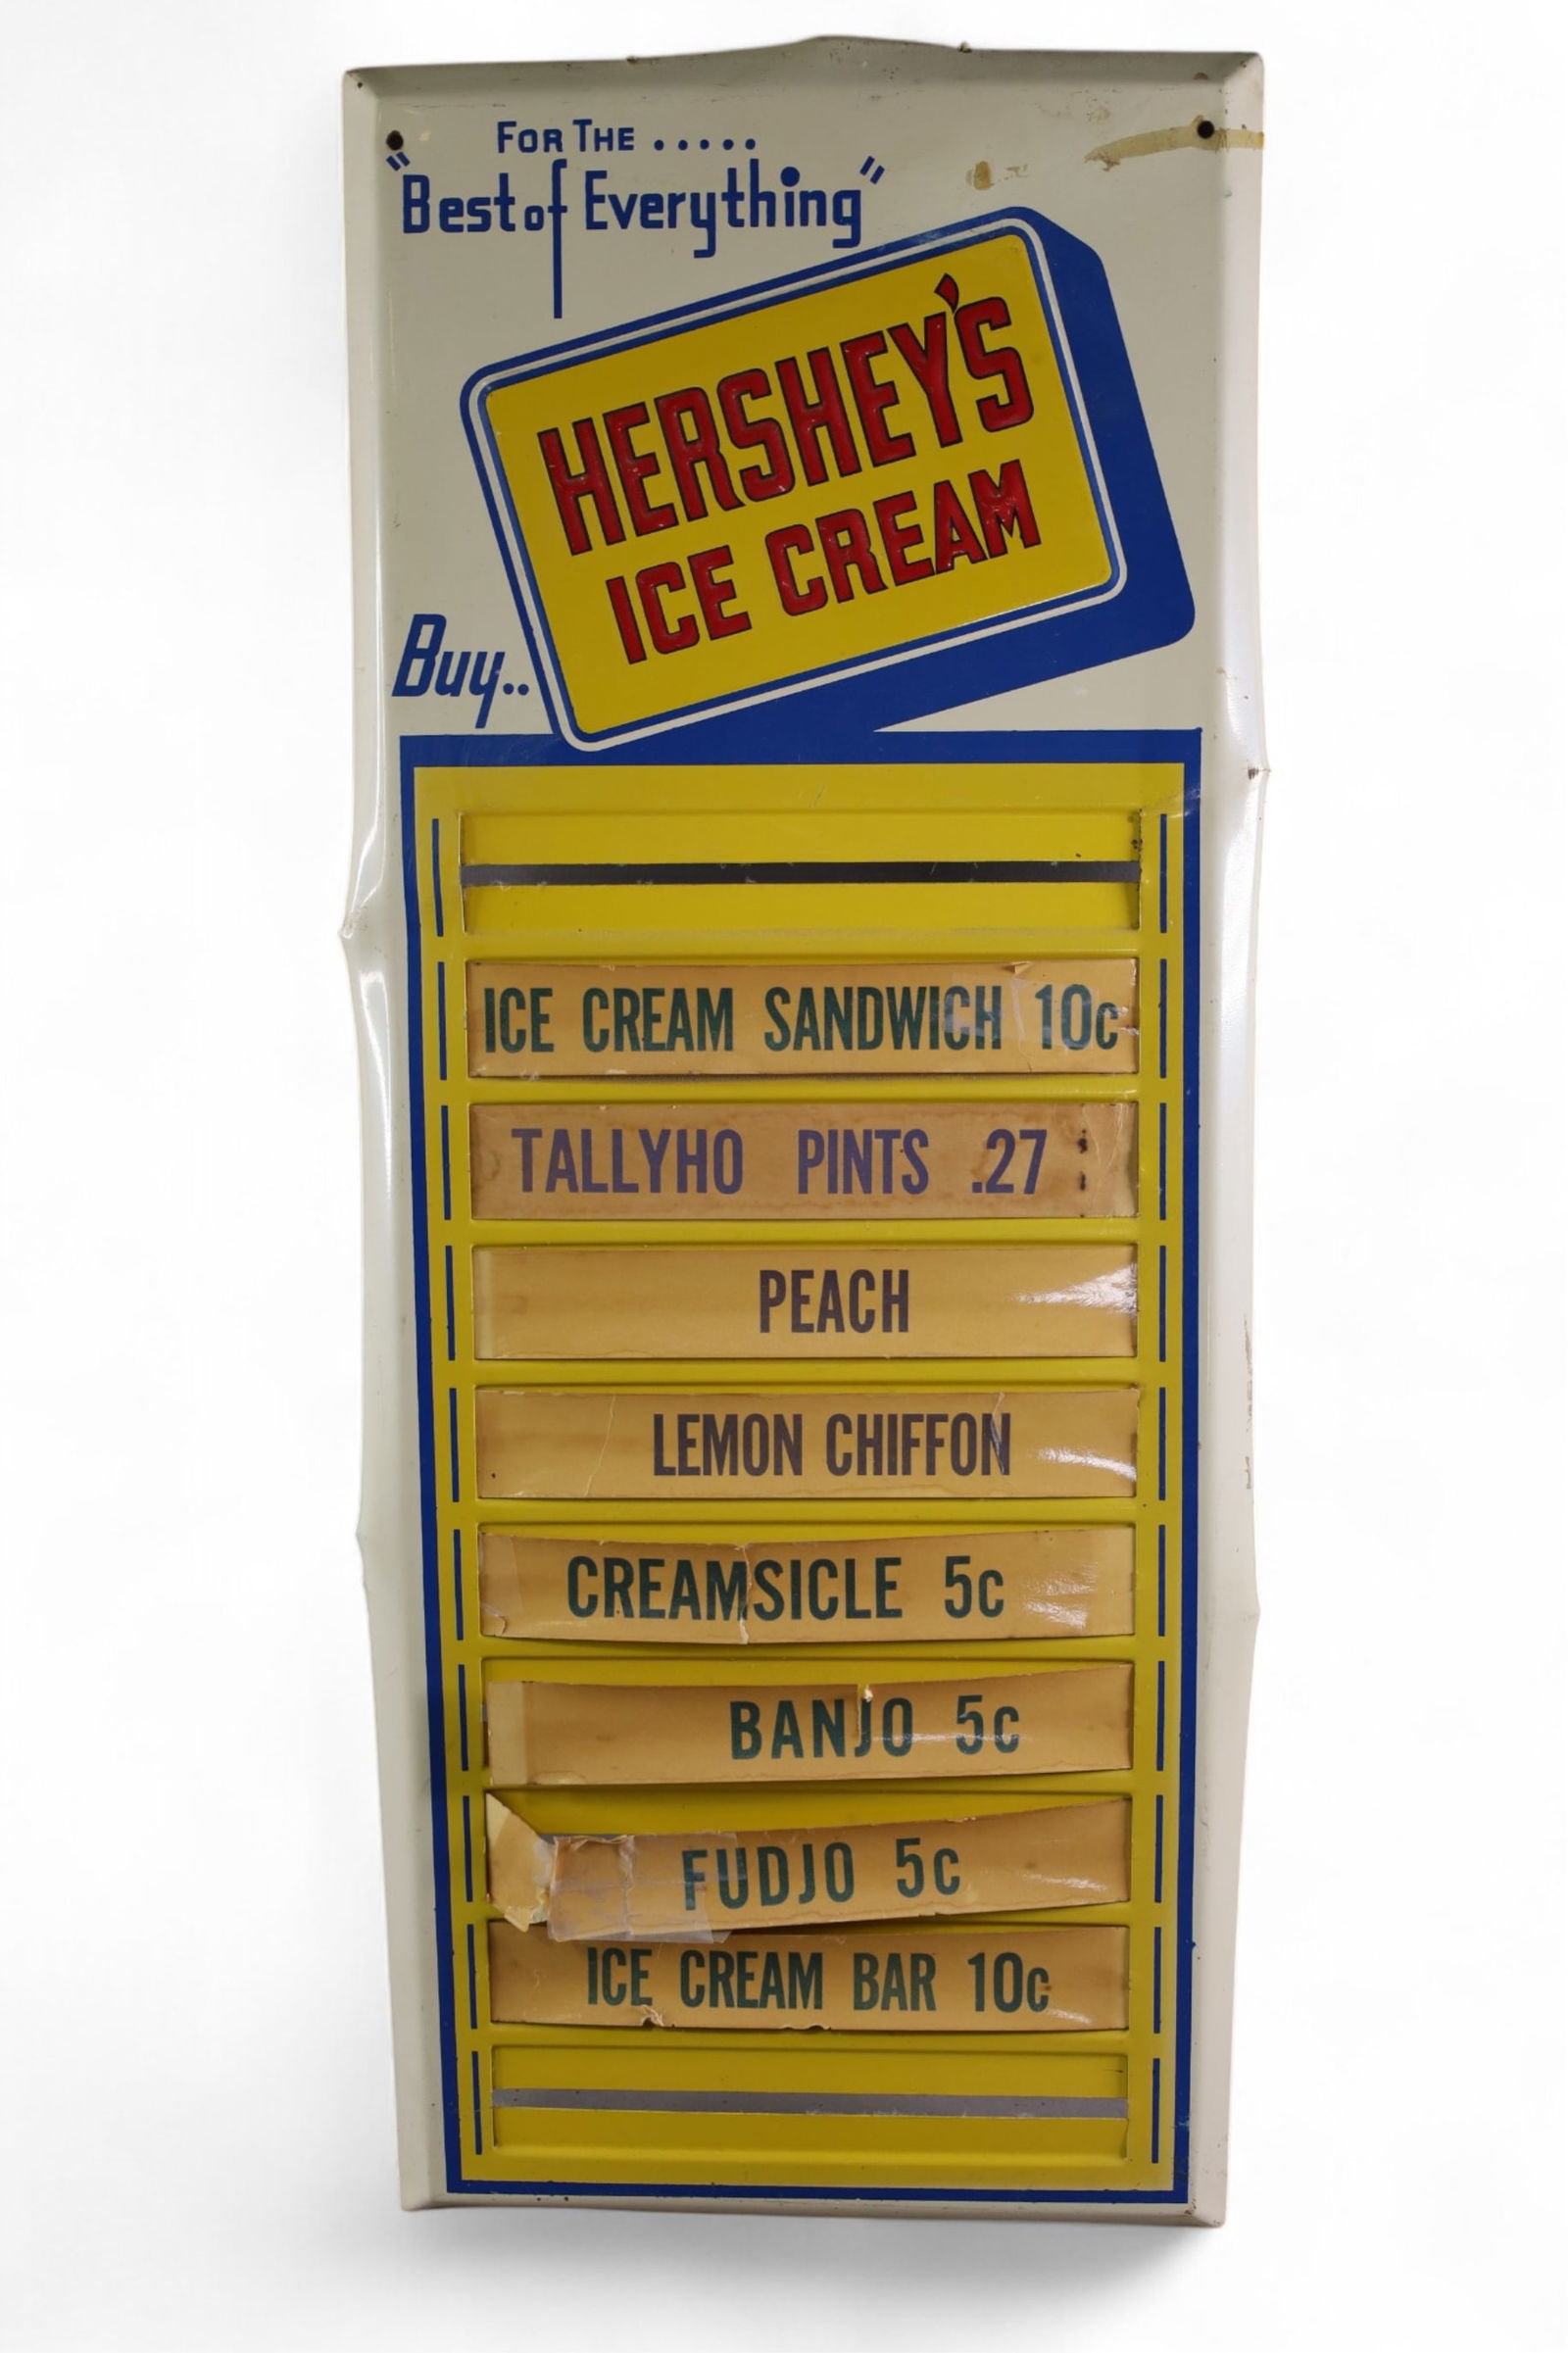 FOR THE .....
"Best of Everything"
HERSHEY'S
ICE CREAM
Buy..
ICE CREAM SANDWICH 10c
TALLYHO PINTS .27
PEACH
LEMON CHIFFON
CREAMSICLE 5c
BANJO 5c
FUDJO 5c
ICE CREAM BAR 10c